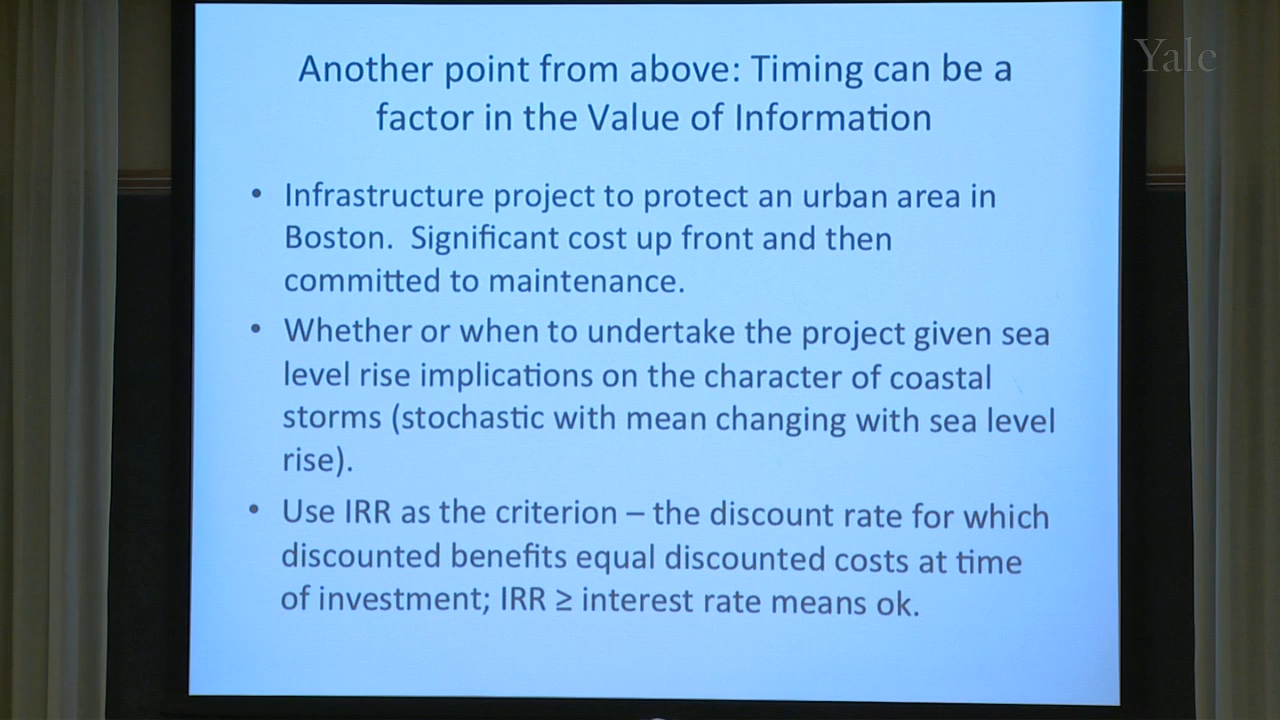 Yale
Another point from above: Timing can be a
factor in the Value of Information
• Infrastructure project to protect an urban area in
Boston.  Significant cost up front and then
committed to maintenance.
• Whether or when to undertake the project given sea
level rise implications on the character of coastal
storms (stochastic with mean changing with sea level
rise).
• Use IRR as the criterion – the discount rate for which
discounted benefits equal discounted costs at time
of investment; IRR ≥ interest rate means ok.